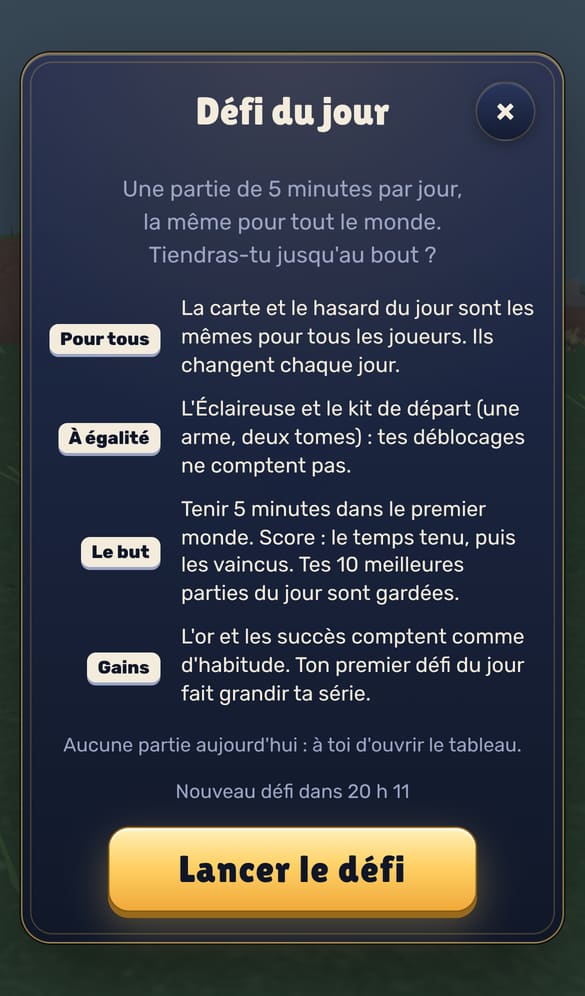 Défi du jour
×
Une partie de 5 minutes par jour,
la même pour tout le monde.
Tiendras-tu jusqu'au bout ?
Pour tous
La carte et le hasard du jour sont les
mêmes pour tous les joueurs. Ils
changent chaque jour.
À égalité
L'Éclaireuse et le kit de départ (une
arme, deux tomes) : tes déblocages
ne comptent pas.
Le but
Tenir 5 minutes dans le premier
monde. Score : le temps tenu, puis
les vaincus. Tes 10 meilleures
parties du jour sont gardées.
Gains
L'or et les succès comptent comme
d'habitude. Ton premier défi du jour
fait grandir ta série.
Aucune partie aujourd'hui : à toi d'ouvrir le tableau.
Nouveau défi dans 20 h 11
Lancer le défi